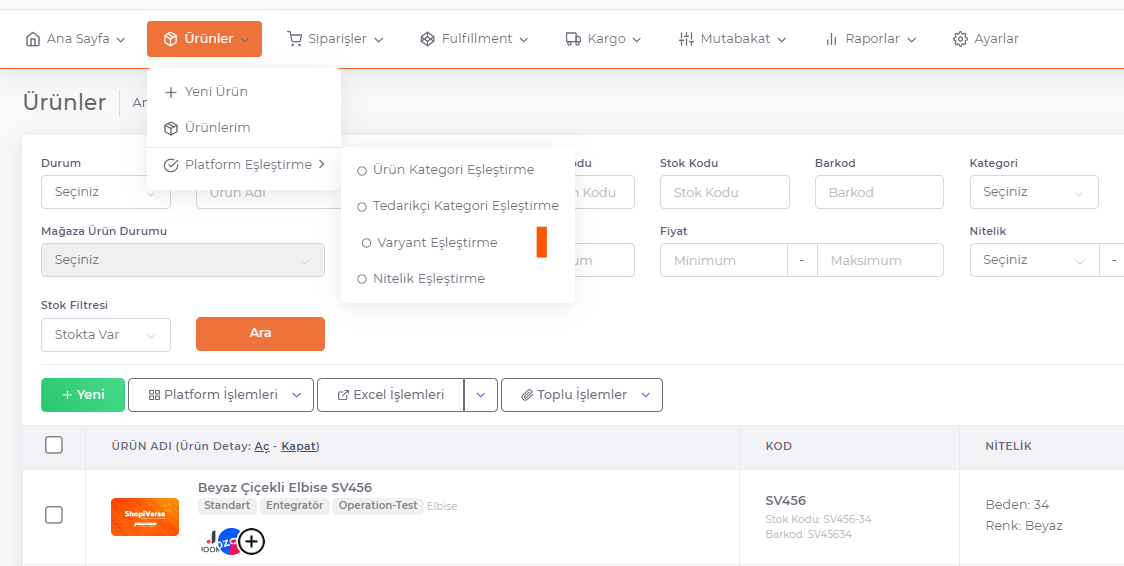 Ana Sayfa Ürünler Siparişler Fulfillment Kargo Mutabakat Raporlar Ayarlar
Ürünler
Yeni Ürün
Ürünlerim
Platform Eşleştirme
Ürün Kategori Eşleştirme
Tedarikçi Kategori Eşleştirme
Varyant Eşleştirme
Nitelik Eşleştirme
Durum Stok Kodu Barkod Kategori
Seçiniz Ürün Adı Kodu Stok Kodu Barkod Seçiniz
Mağaza Ürün Durumu Fiyat Nitelik
Seçiniz Minimum - Maksimum Seçiniz -
Stok Filtresi
Stokta Var Ara
+ Yeni Platform İşlemleri Excel İşlemleri Toplu İşlemler
ÜRÜN ADI (Ürün Detay: Aç - Kapat) KOD NİTELİK
Beyaz Çiçekli Elbise SV456
Standart Entegratör Operation-Test Elbise
ShopiVerse
SV456
Stok Kodu: SV456-34
Barkod: SV45634
Beden: 34
Renk: Beyaz